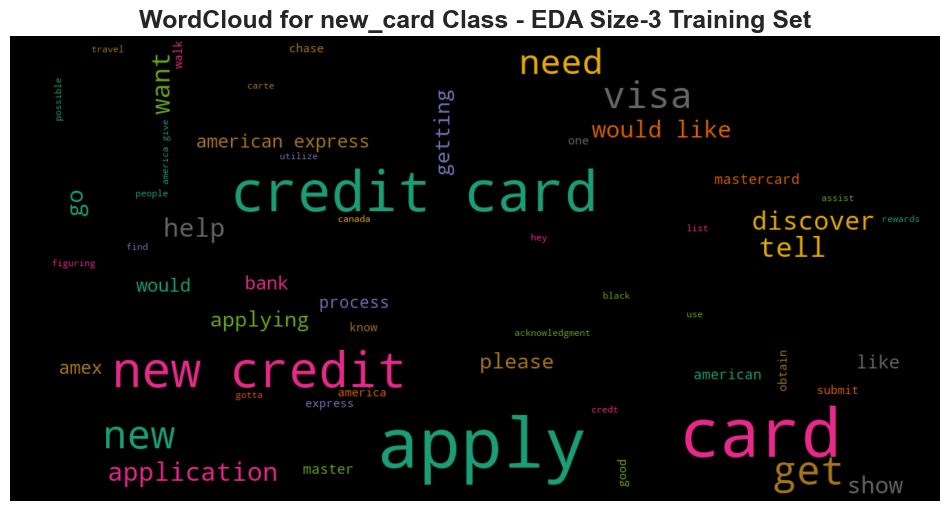 WordCloud for new_card Class - EDA Size-3 Training Set
travel
walk
chase
need
want
possible
carte
visa
getting
would like
america give
american express
one
utilize
mastercard
credit card
people
assist
go
help
canada
discover
rewards
list
hey
find
tell
figuring
would
bank
process
black
applying
know
use
acknowledgment
amex
new credit
please
american
obtain
like
gotta
america
submit
express
credt
new
apply
card
application
master
good
get
show